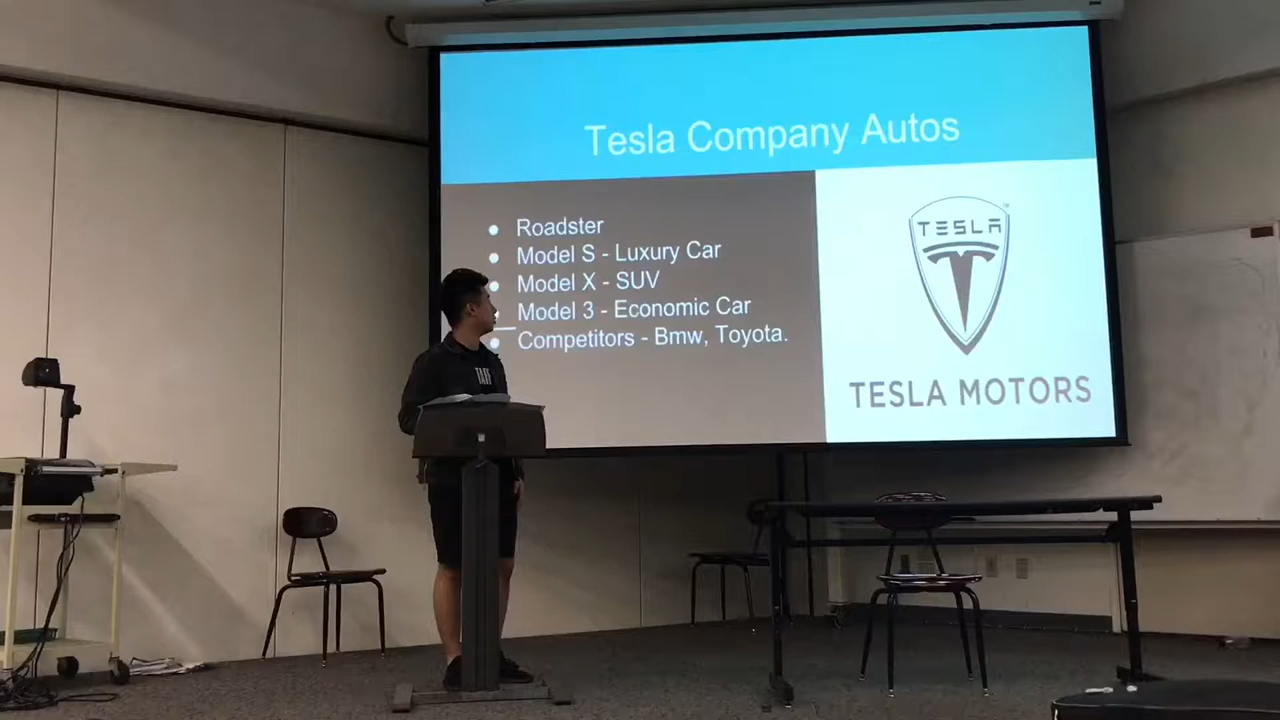 Tesla Company Autos
Roadster
Model S - Luxury Car
Model X - SUV
Model 3 - Economic Car
Competitors - Bmw, Toyota.
TESLA
TESLA MOTORS